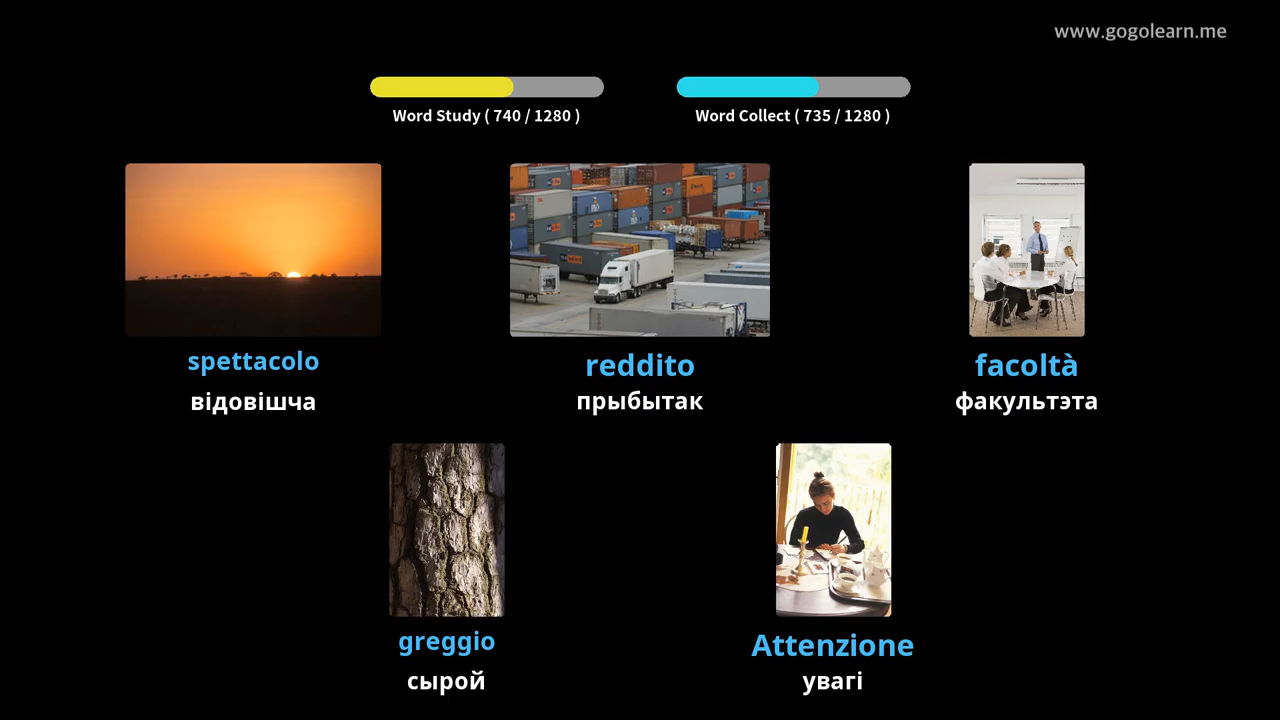 www.gogolearn.me
Word Study ( 740 / 1280 )
Word Collect ( 735 / 1280 )
spettacolo
reddito
facoltà
відовішча
прыбытак
факультэта
greggio
Attenzione
сырой
увагі